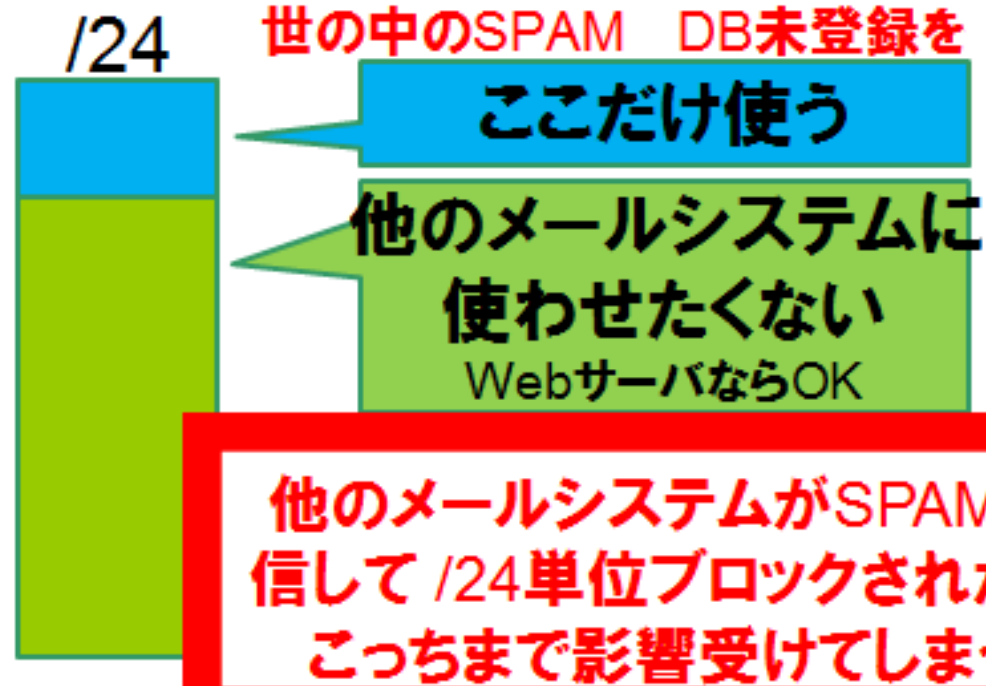 /24
世の中のSPAM DB未登録を
ここだけ使う
他のメールシステムに
使わせたくない
WebサーバならOK
他のメールシステムがSPAM
信して /24単位ブロックされ
こっちまで影響受けてしま